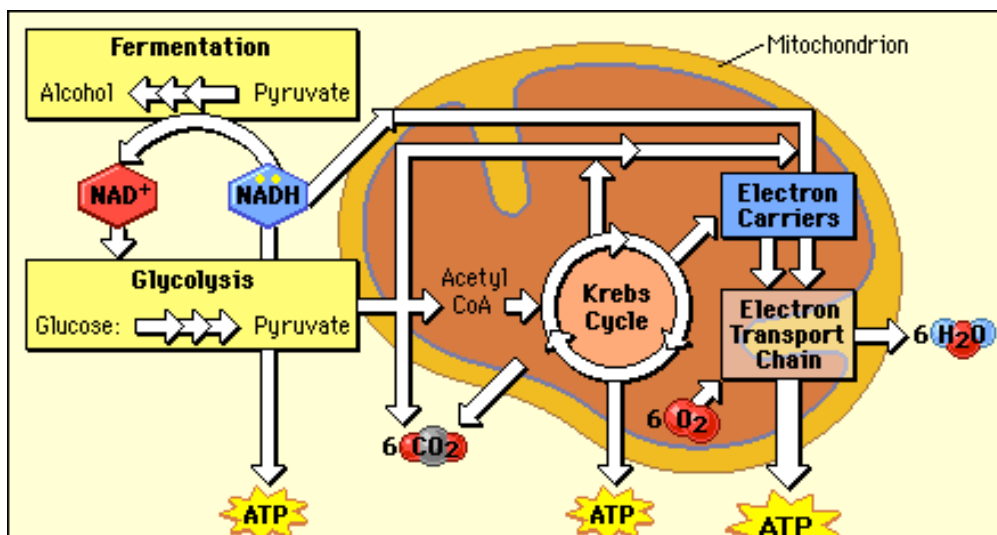 Fermentation
Alcohol Pyruvate
Mitochondrion
NAD+
NADH
Electron
Carriers
Glycolysis
Glucose: Pyruvate
Acetyl
CoA
Krebs
Cycle
Electron
Transport
Chain
6 H2O
6 O2
6 CO2
ATP
ATP
ATP